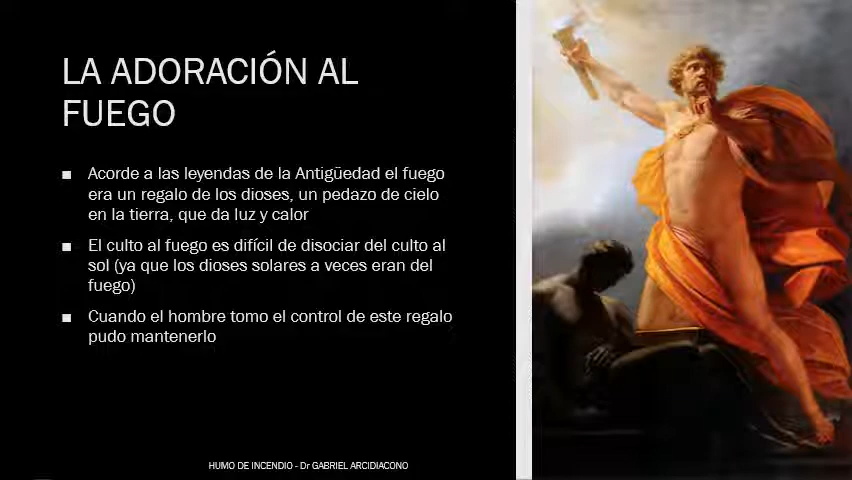 LA ADORACIÓN AL
FUEGO
■ Acorde a las leyendas de la Antigüedad el fuego
era un regalo de los dioses, un pedazo de cielo
en la tierra, que da luz y calor
■ El culto al fuego es difícil de disociar del culto al
sol (ya que los dioses solares a veces eran del
fuego)
■ Cuando el hombre tomo el control de este regalo
pudo mantenerlo
HUMO DE INCENDIO - Dr GABRIEL ARCIDIACONO